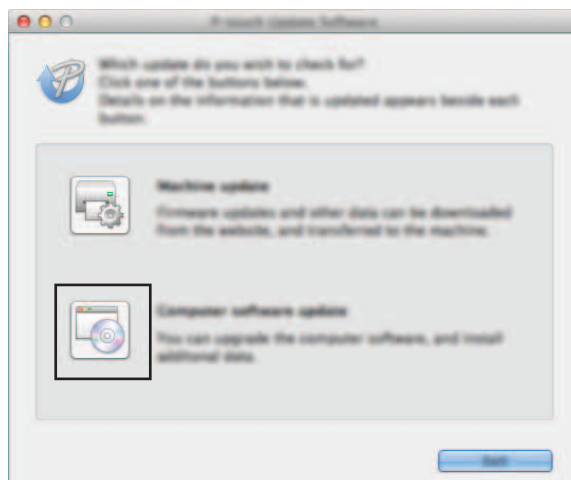 P-touch Update Software
Which update do you wish to check for?
Click one of the buttons below.
Details on the information that is updated appears beside each
button.
Machine update
Firmware updates and other data can be downloaded
from the website, and transferred to the machine.
Computer software update
You can upgrade the computer software, and install
additional data.
Exit